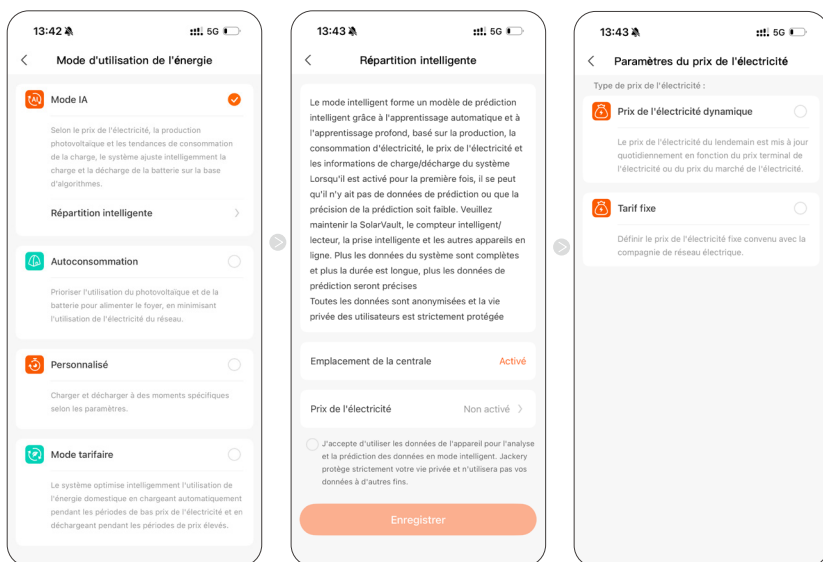 13:42
5G
Mode d'utilisation de l'énergie
Mode IA
Selon le prix de l'électricité, la production
photovoltaïque et les tendances de consommation
de la charge, le système ajuste intelligemment la
charge et la décharge de la batterie sur la base
d'algorithmes.
Répartition intelligente
Autoconsommation
Prioriser l'utilisation du photovoltaïque et de la
batterie pour alimenter le foyer, en minimisant
l'utilisation de l'électricité du réseau.
Personnalisé
Charger et décharger à des moments spécifiques
selon les paramètres.
Mode tarifaire
Le système optimise intelligemment l'utilisation de
l'énergie domestique en chargeant automatiquement
pendant les périodes de bas prix de l'électricité et en
déchargeant pendant les périodes de prix élevés.
13:43
5G
Répartition intelligente
Le mode intelligent forme un modèle de prédiction
intelligent grâce à l'apprentissage automatique et à
l'apprentissage profond, basé sur la production, la
consommation d'électricité, le prix de l'électricité et
les informations de charge/décharge du système
Lorsqu'il est activé pour la première fois, il se peut
qu'il n'y ait pas de données de prédiction ou que la
précision de la prédiction soit faible. Veuillez
maintenir la SolarVault, le compteur intelligent/
lecteur, la prise intelligente et les autres appareils en
ligne. Plus les données du système sont complètes
et plus la durée est longue, plus les données de
prédiction seront précises
Toutes les données sont anonymisées et la vie
privée des utilisateurs est strictement protégée
Emplacement de la centrale
Activé
Prix de l'électricité
Non activé
J'accepte d'utiliser les données de l'appareil pour l'analyse
et la prédiction des données en mode intelligent. Jackery
protège strictement votre vie privée et n'utilisera pas vos
données à d'autres fins.
Enregistrer
13:43
5G
Paramètres du prix de l'électricité
Type de prix de l'électricité :
Prix de l'électricité dynamique
Le prix de l'électricité du lendemain est mis à jour
quotidiennement en fonction du prix terminal de
l'électricité ou du prix du marché de l'électricité.
Tarif fixe
Définir le prix de l'électricité fixe convenu avec la
compagnie de réseau électrique.